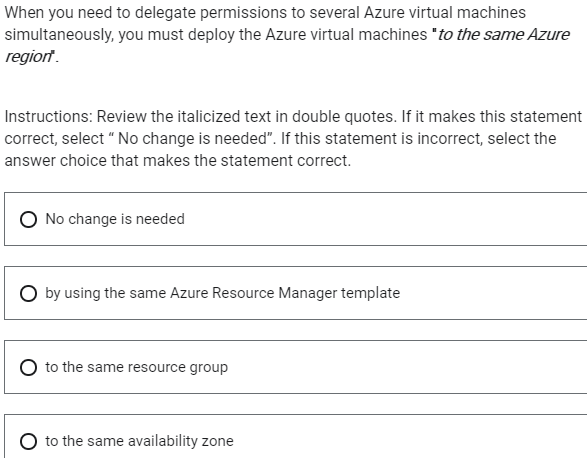 When you need to delegate permissions to several Azure virtual machines
simultaneously, you must deploy the Azure virtual machines "to the same Azure
region".
Instructions: Review the italicized text in double quotes. If it makes this statement
correct, select “ No change is needed”. If this statement is incorrect, select the
answer choice that makes the statement correct.
No change is needed
by using the same Azure Resource Manager template
to the same resource group
to the same availability zone